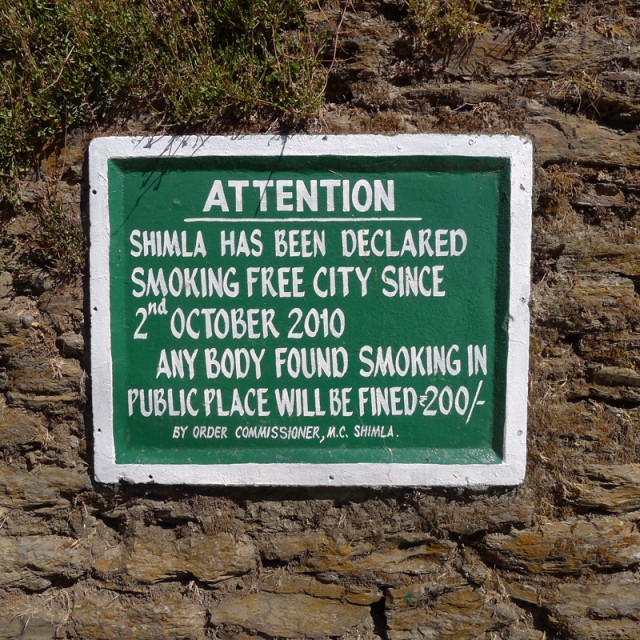 ATTENTION
SHIMLA HAS BEEN DECLARED
SMOKING FREE CITY SINCE
2nd OCTOBER 2010
ANY BODY FOUND SMOKING IN
PUBLIC PLACE WILL BE FINED ₹200/-
BY ORDER COMMISSIONER, M.C. SHIMLA.